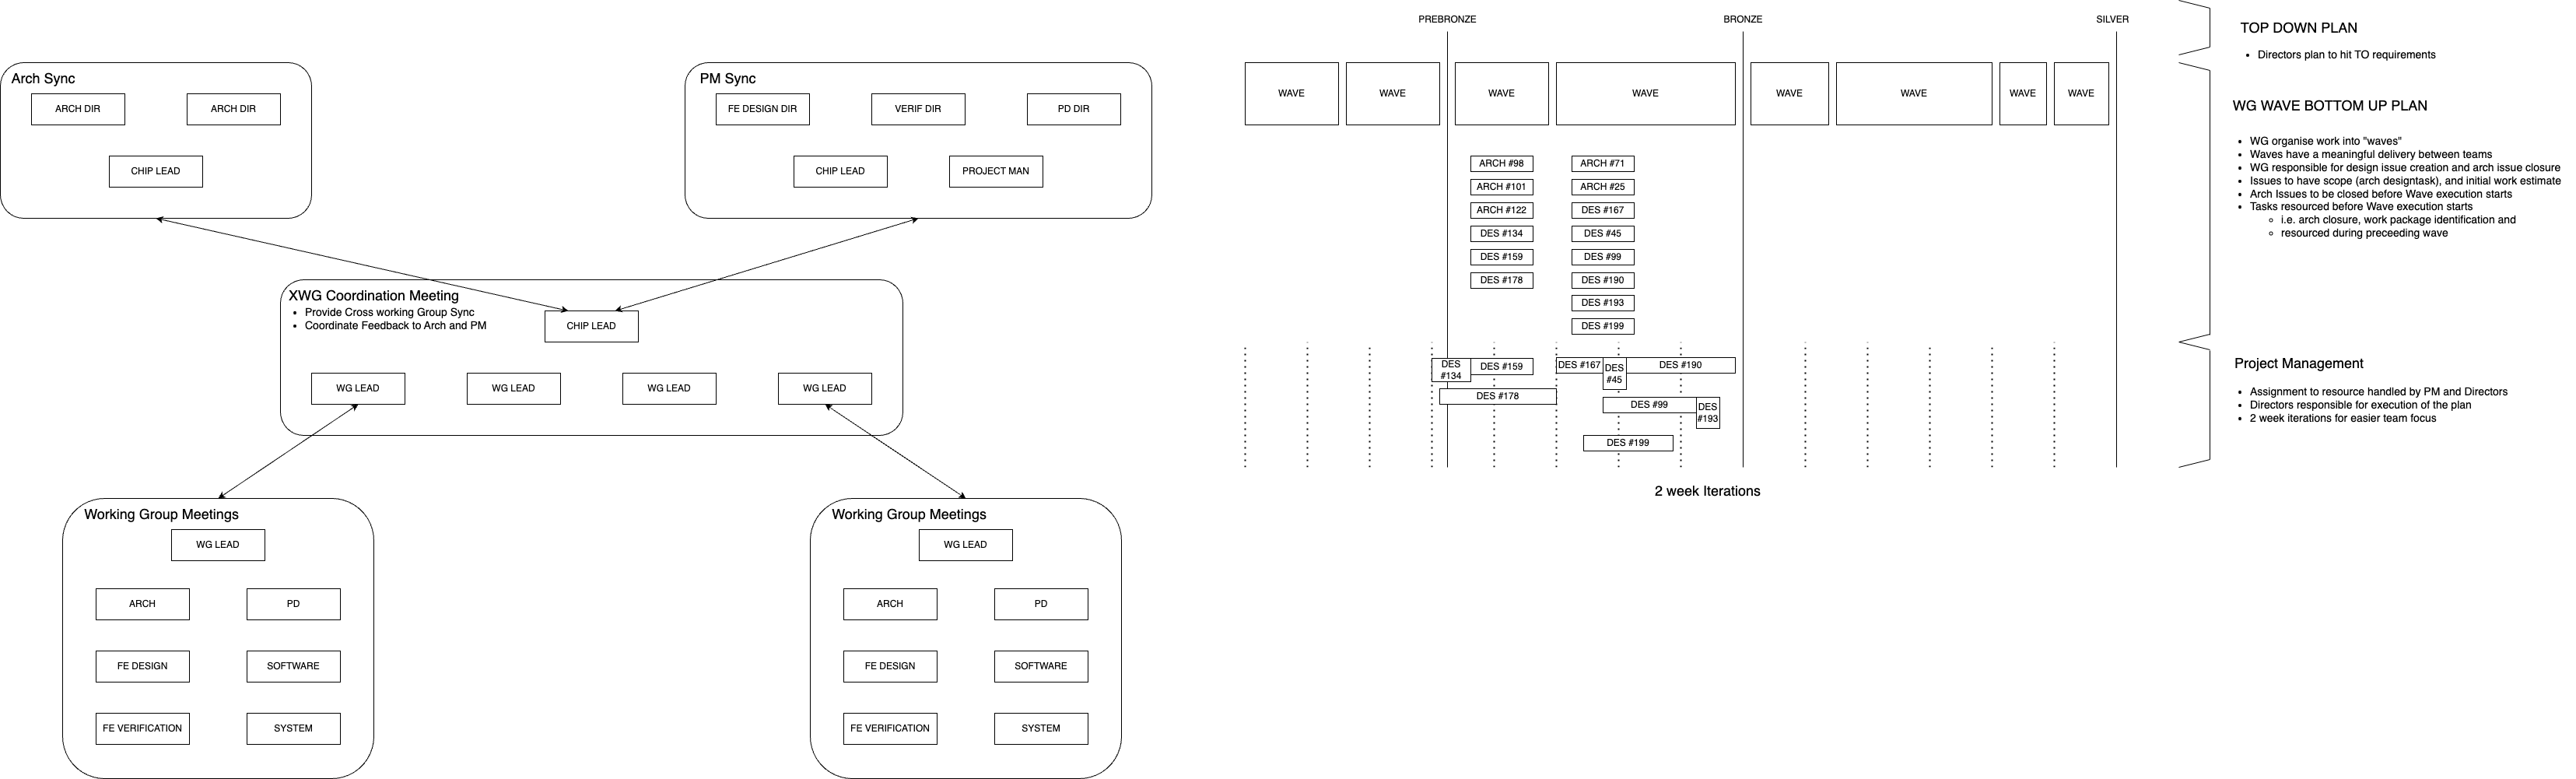 Arch Sync
ARCH DIR
ARCH DIR
CHIP LEAD
PM Sync
FE DESIGN DIR
VERIF DIR
PD DIR
CHIP LEAD
PROJECT MAN
XWG Coordination Meeting
• Provide Cross working Group Sync
• Coordinate Feedback to Arch and PM
CHIP LEAD
WG LEAD
WG LEAD
WG LEAD
WG LEAD
Working Group Meetings
WG LEAD
ARCH
PD
FE DESIGN
SOFTWARE
FE VERIFICATION
SYSTEM
Working Group Meetings
WG LEAD
ARCH
PD
FE DESIGN
SOFTWARE
FE VERIFICATION
SYSTEM
PREBRONZE
BRONZE
SILVER
WAVE
WAVE
WAVE
WAVE
WAVE
WAVE
WAVE
WAVE
ARCH #98
ARCH #101
ARCH #122
DES #134
DES #159
DES #178
ARCH #71
ARCH #25
DES #167
DES #45
DES #99
DES #190
DES #193
DES #199
DES
#134
DES #159
DES #178
DES #167
DES
#45
DES #190
DES #99
DES
#193
DES #199
2 week Iterations
TOP DOWN PLAN
• Directors plan to hit TO requirements
WG WAVE BOTTOM UP PLAN
• WG organise work into "waves"
• Waves have a meaningful delivery between teams
• WG responsible for design issue creation and arch issue closure
• Issues to have scope (arch designtask), and initial work estimate
• Arch Issues to be closed before Wave execution starts
• Tasks resourced before Wave execution starts
◦ i.e. arch closure, work package identification and
◦ resourced during preceeding wave
Project Management
• Assignment to resource handled by PM and Directors
• Directors responsible for execution of the plan
• 2 week iterations for easier team focus